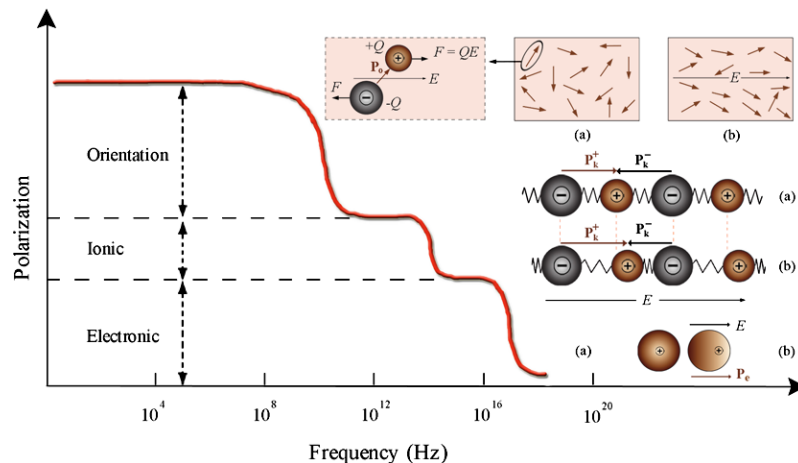 Polarization
Orientation
Ionic
Electronic
10^4
10^8
10^12
10^16
10^20
Frequency (Hz)
+Q
+
F = QE
P_o
F
E
−
-Q
(a)
E
(b)
P_k^+ P_k^−
− + − +
(a)
P_k^+ P_k^−
− + − +
(b)
E
E
(a) + + (b)
P_e